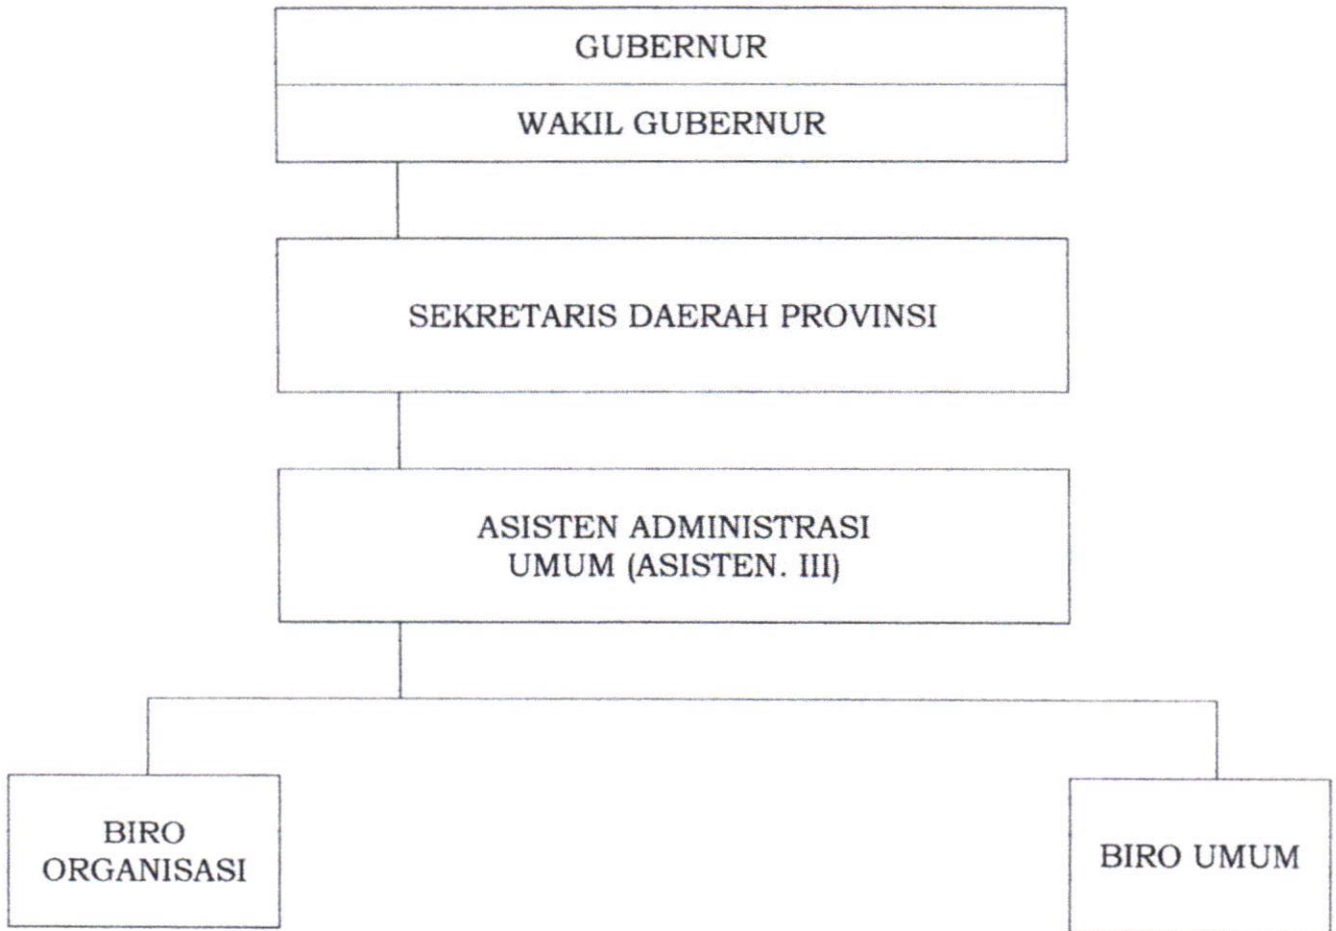 GUBERNUR
WAKIL GUBERNUR
SEKRETARIS DAERAH PROVINSI
ASISTEN ADMINISTRASI
UMUM (ASISTEN. III)
BIRO
ORGANISASI
BIRO UMUM